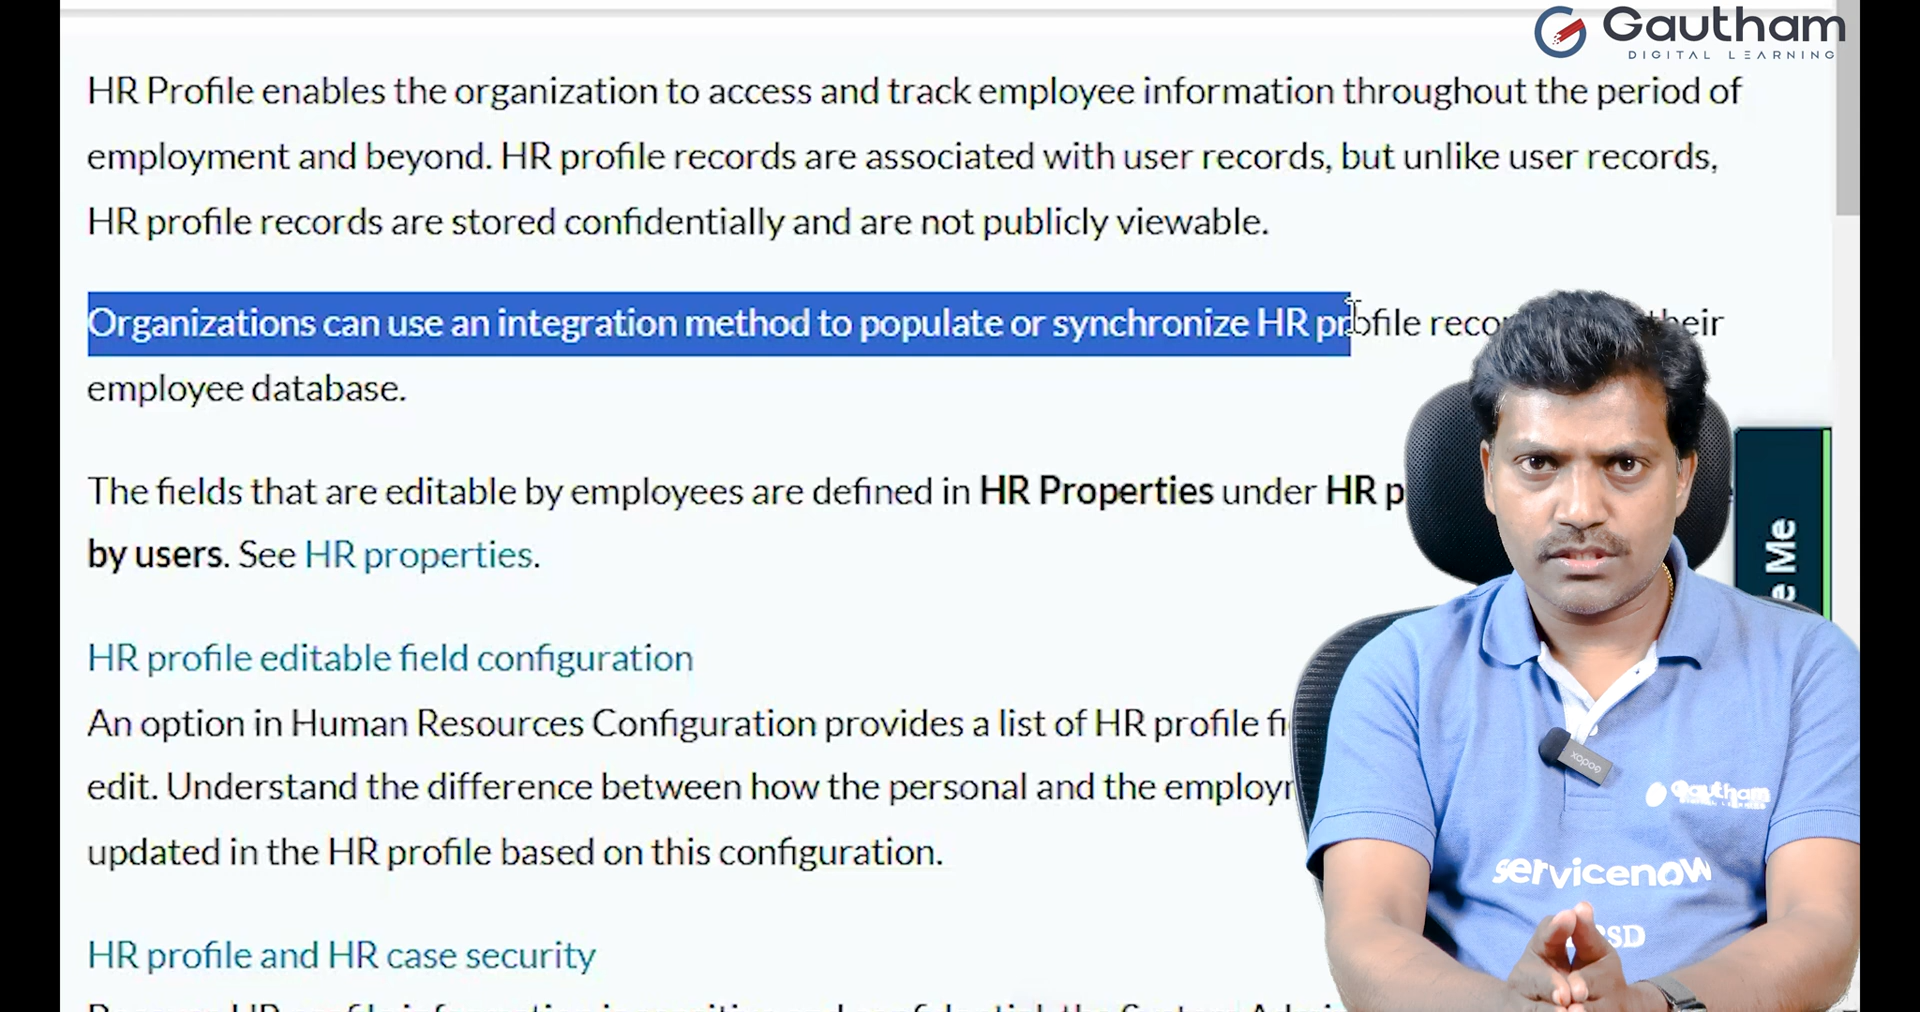 Gautham
DIGITAL LEARNING
HR Profile enables the organization to access and track employee information throughout the period of
employment and beyond. HR profile records are associated with user records, but unlike user records,
HR profile records are stored confidentially and are not publicly viewable.
Organizations can use an integration method to populate or synchronize HR profile their
employee database.
The fields that are editable by employees are defined in HR Properties under HR
by users. See HR properties.
Me
HR profile editable field configuration
An option in Human Resources Configuration provides a list of HR profile
edit. Understand the difference between how the personal and the
updated in the HR profile based on this configuration.
HR profile and HR case security
Gautham
servicenow